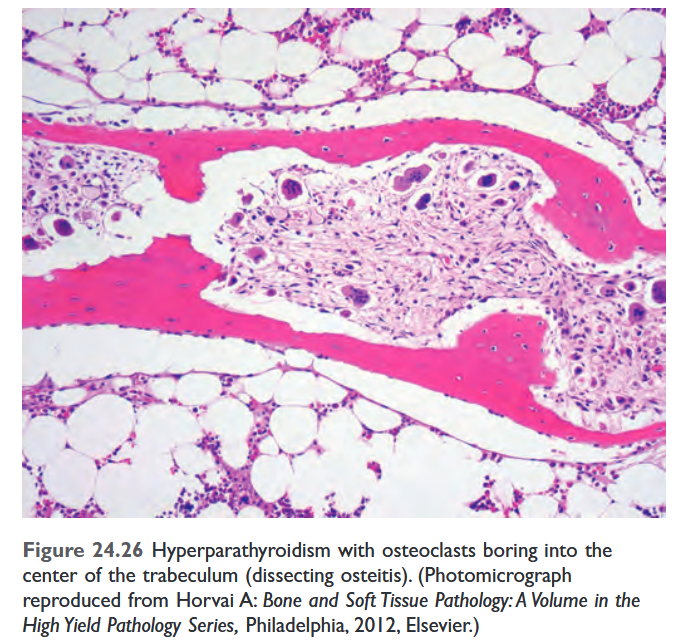 Figure 24.26 Hyperparathyroidism with osteoclasts boring into the
center of the trabeculum (dissecting osteitis). (Photomicrograph
reproduced from Horvai A: Bone and Soft Tissue Pathology: A Volume in the
High Yield Pathology Series, Philadelphia, 2012, Elsevier.)